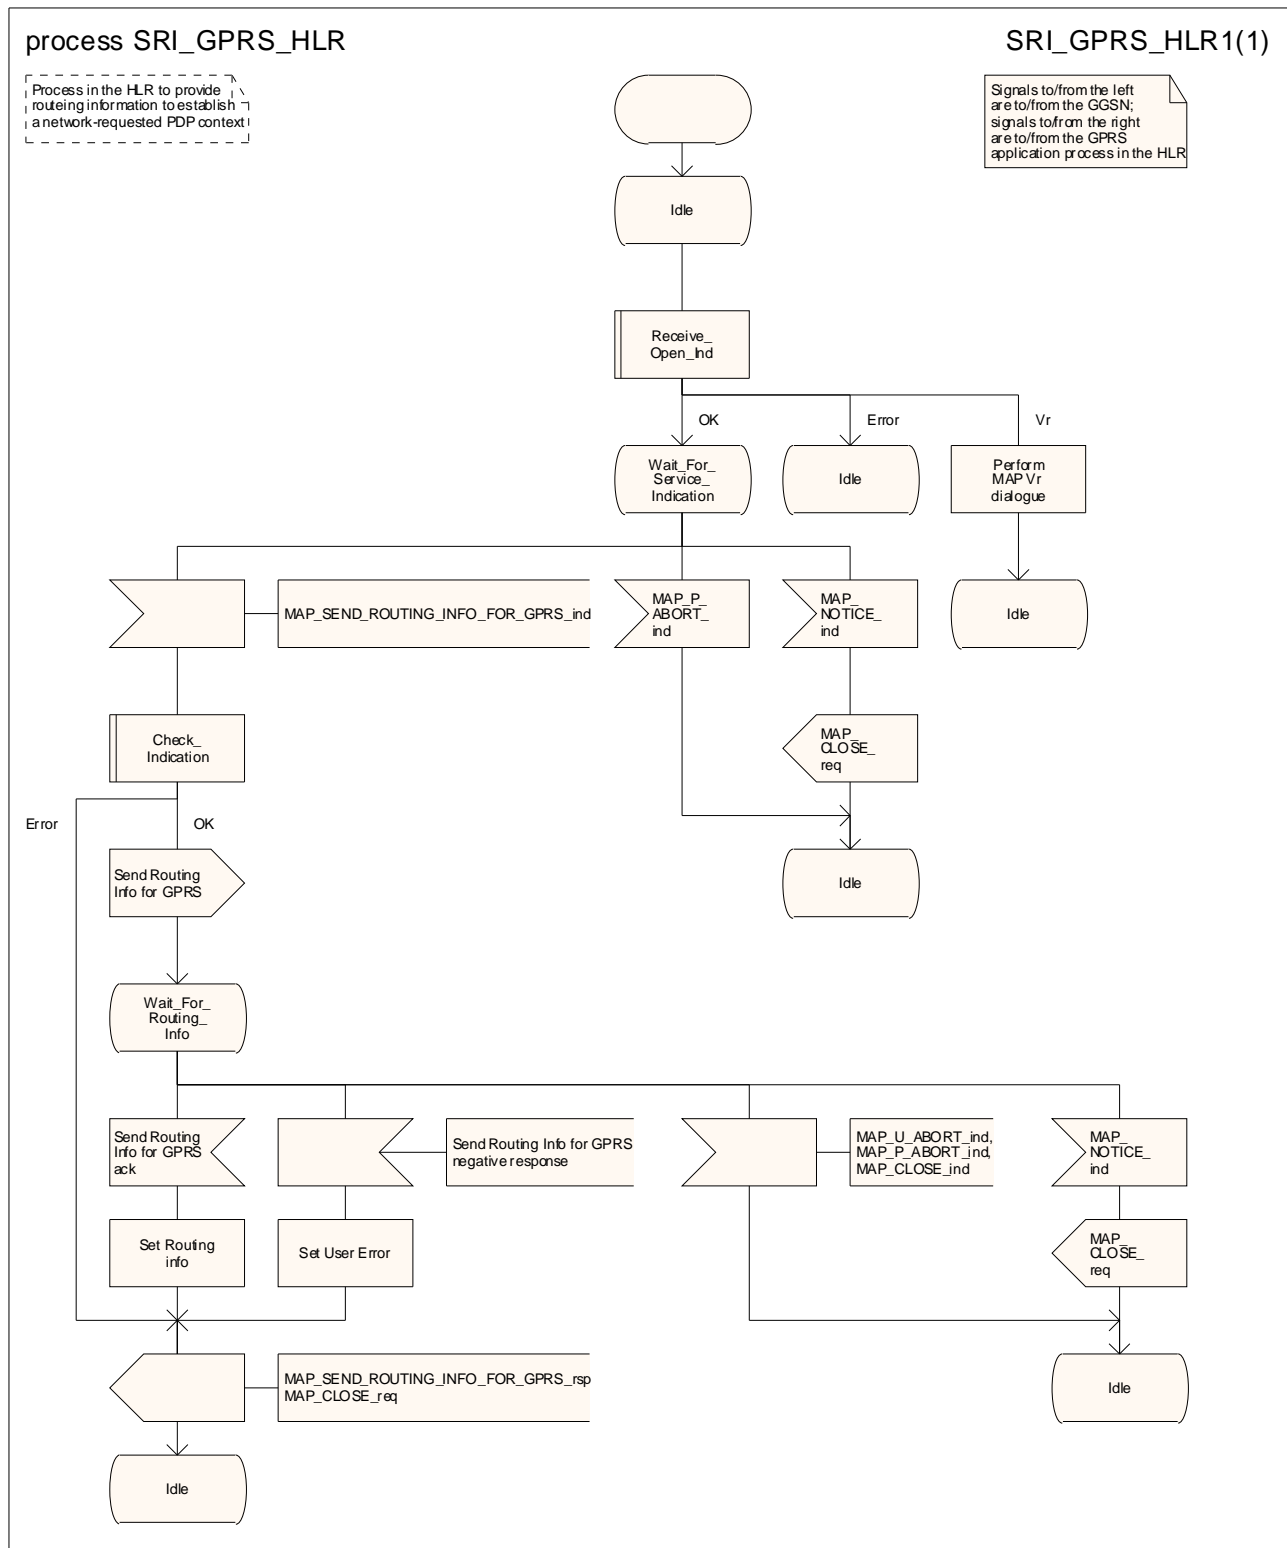 process SRI_GPRS_HLR
SRI_GPRS_HLR1(1)
Process in the HLR to provide
routeing information to establish
a network-requested PDP context
Signals to/from the left
are to/from the GGSN;
signals to/from the right
are to/from the GPRS
application process in the HLR
Idle
Receive_
Open_Ind
OK
Error
Vr
Wait_For_
Service_
Indication
Idle
Perform
MAP Vr
dialogue
MAP_SEND_ROUTING_INFO_FOR_GPRS_ind
MAP_P_
ABORT_
ind
MAP_
NOTICE_
ind
Idle
Check_
Indication
MAP_
CLOSE_
req
Error
OK
Send Routing
Info for GPRS
Idle
Wait_For_
Routing_
Info
Send Routing
Info for GPRS
ack
Send Routing Info for GPRS
negative response
MAP_U_ABORT_ind,
MAP_P_ABORT_ind,
MAP_CLOSE_ind
MAP_
NOTICE_
ind
Set Routing
info
Set User Error
MAP_
CLOSE_
req
MAP_SEND_ROUTING_INFO_FOR_GPRS_rsp
MAP_CLOSE_req
Idle
Idle